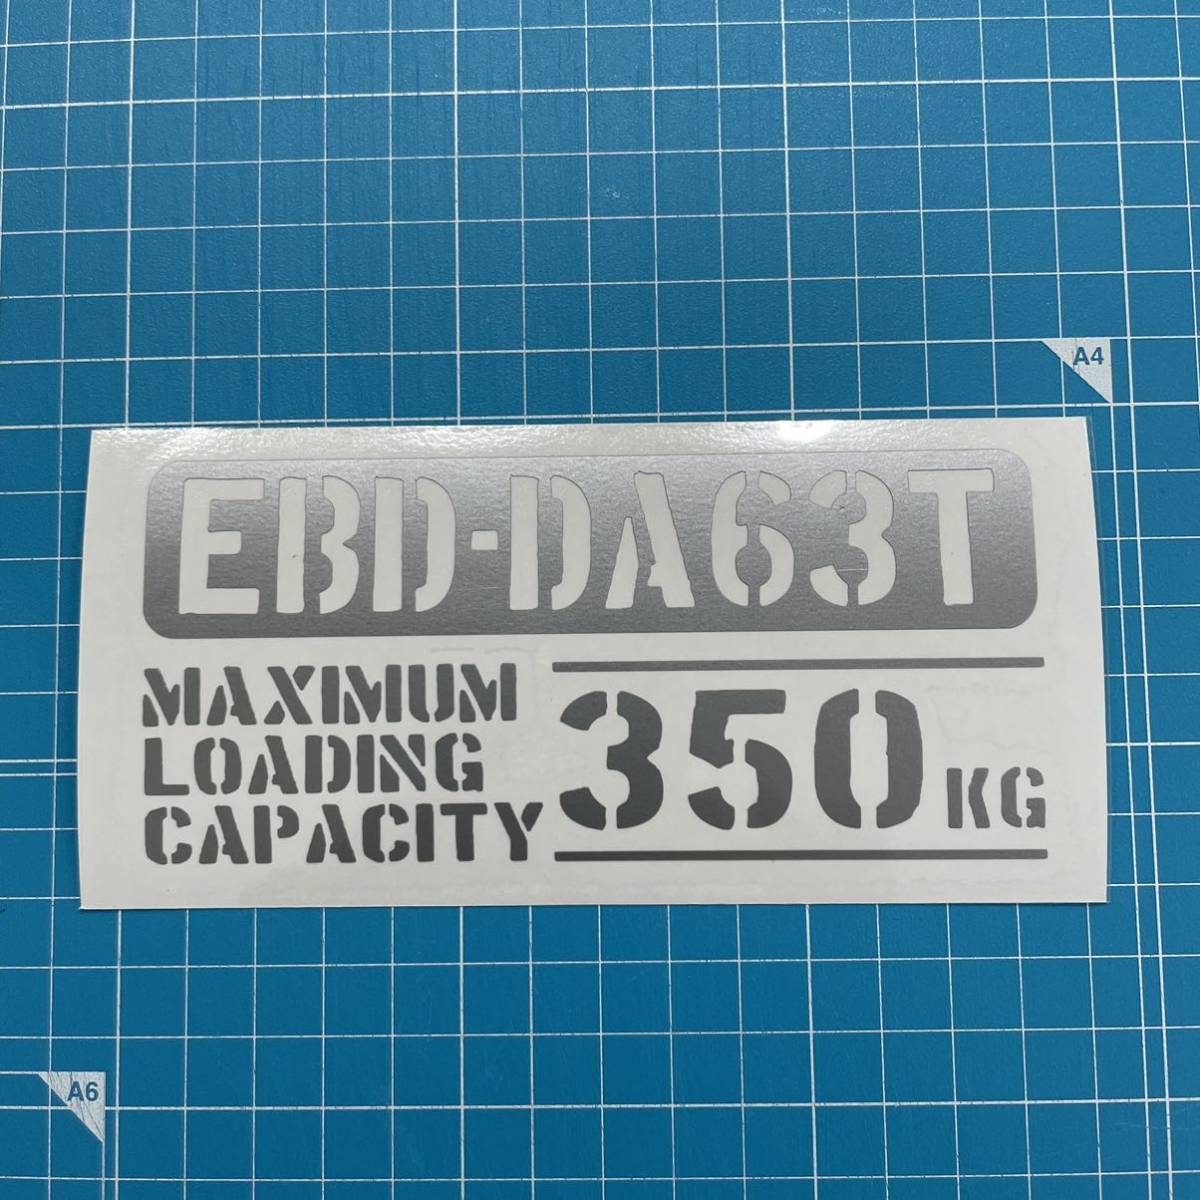 A4
EBD-DA63T
MAXIMUM
LOADING
CAPACITY
350 KG
A6